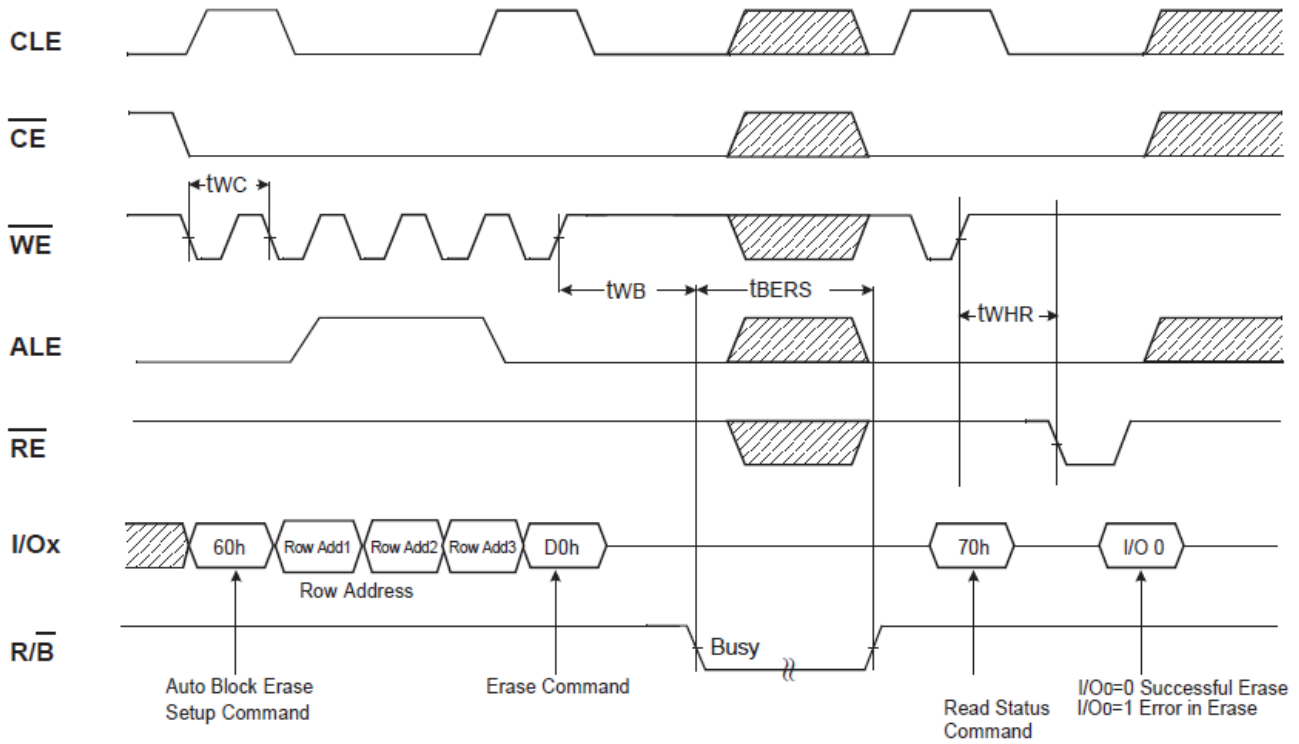 CLE
CE
tWC
WE
tWB
tBERS
tWHR
ALE
RE
I/Ox
60h
Row Add1
Row Add2
Row Add3
D0h
70h
I/O 0
Row Address
R/B
Busy
Auto Block Erase
Setup Command
Erase Command
Read Status
Command
I/O0=0 Successful Erase
I/O0=1 Error in Erase